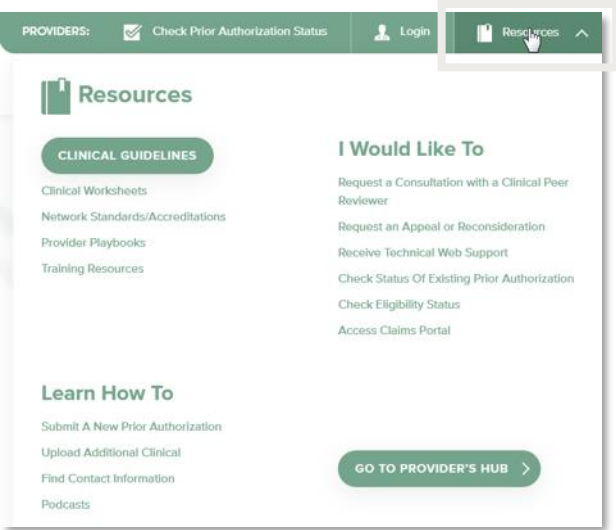 PROVIDERS: Check Prior Authorization Status Login Resources
Resources
CLINICAL GUIDELINES
Clinical Worksheets
Network Standards/Accreditations
Provider Playbooks
Training Resources
I Would Like To
Request a Consultation with a Clinical Peer
Reviewer
Request an Appeal or Reconsideration
Receive Technical Web Support
Check Status Of Existing Prior Authorization
Check Eligibility Status
Access Claims Portal
Learn How To
Submit A New Prior Authorization
Upload Additional Clinical
Find Contact Information
Podcasts
GO TO PROVIDER'S HUB